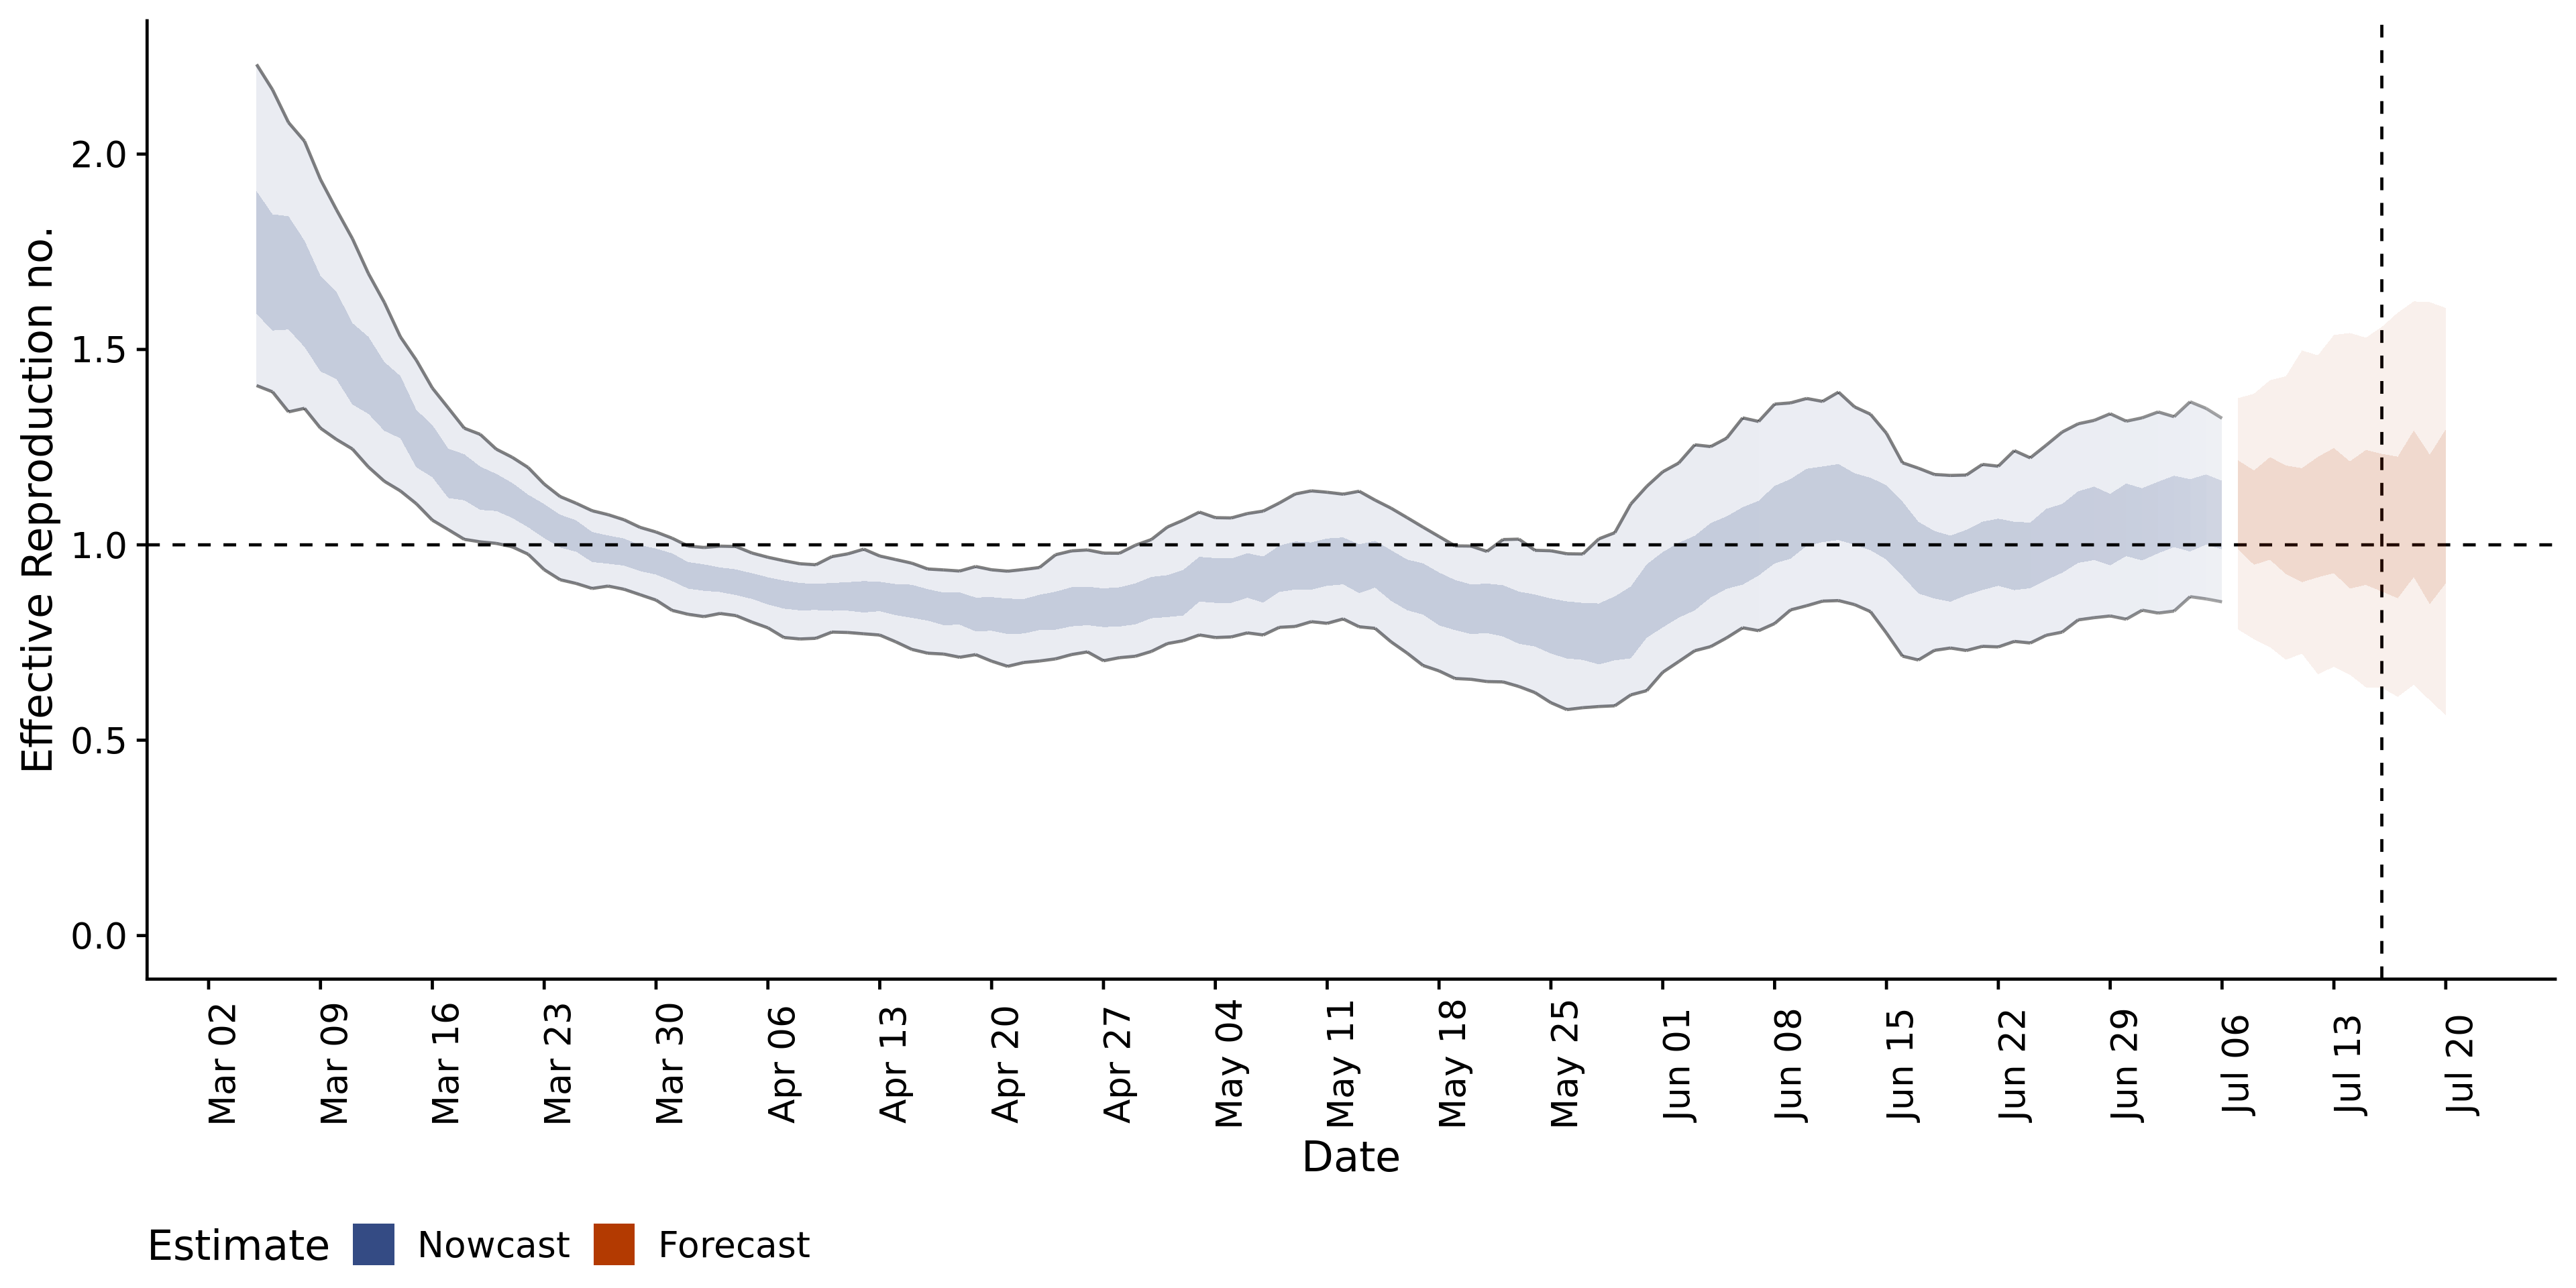 Effective Reproduction no.
2.0
1.5
1.0
0.5
0.0
Mar 02
Mar 09
Mar 16
Mar 23
Mar 30
Apr 06
Apr 13
Apr 20
Apr 27
May 04
May 11
May 18
May 25
Jun 01
Jun 08
Jun 15
Jun 22
Jun 29
Jul 06
Jul 13
Jul 20
Date
Estimate Nowcast Forecast